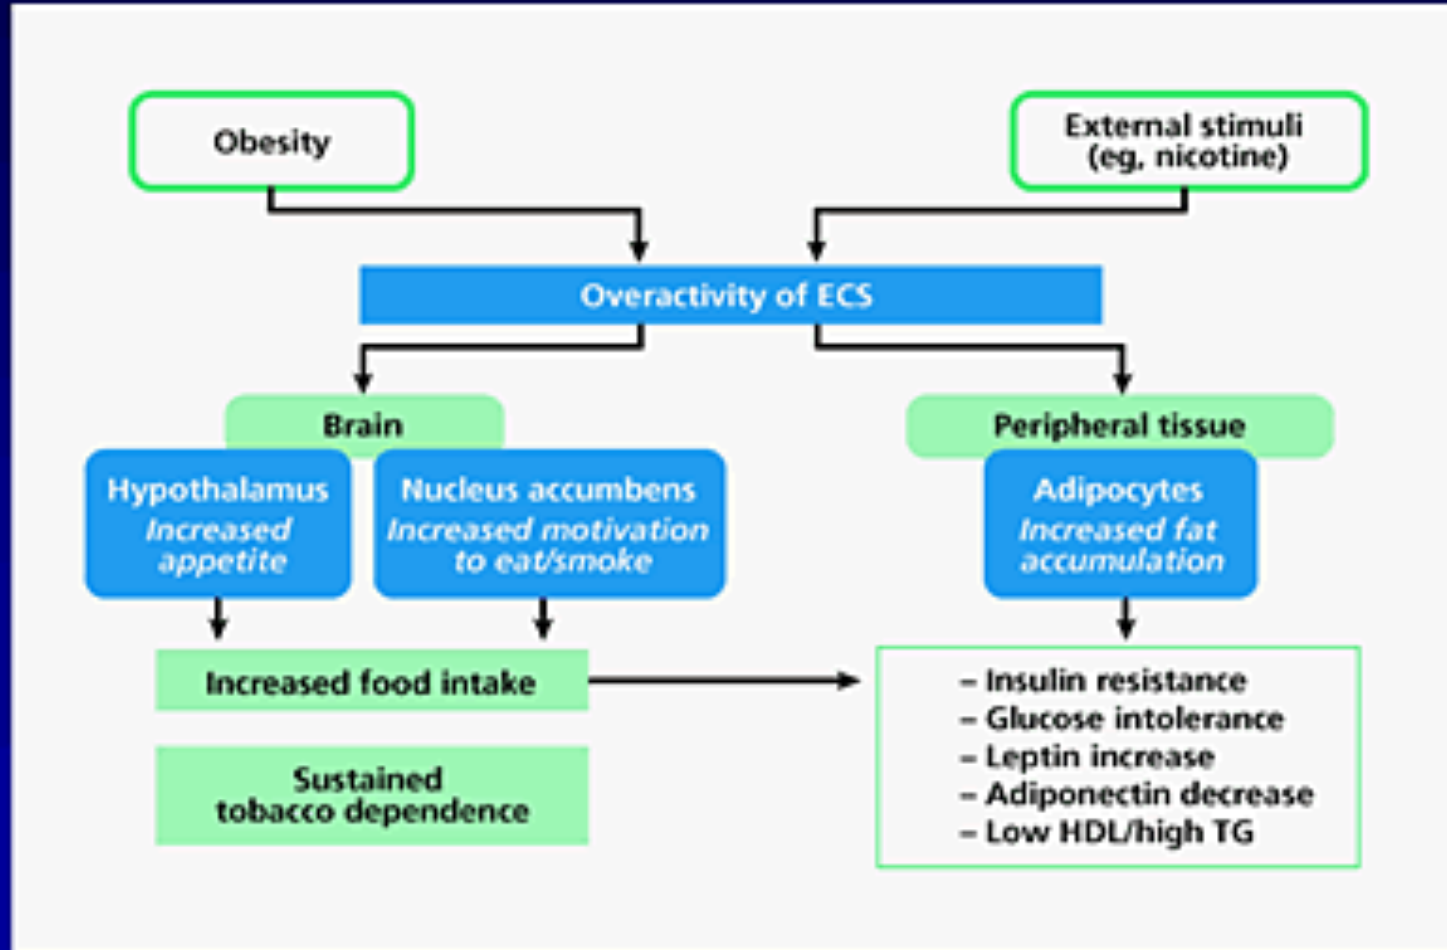 Obesity
External stimuli
(eg, nicotine)
Overactivity of ECS
Brain
Peripheral tissue
Hypothalamus
Increased
appetite
Nucleus accumbens
Increased motivation
to eat/smoke
Adipocytes
Increased fat
accumulation
Increased food intake
Sustained
tobacco dependence
– Insulin resistance
– Glucose intolerance
– Leptin increase
– Adiponectin decrease
– Low HDL/high TG